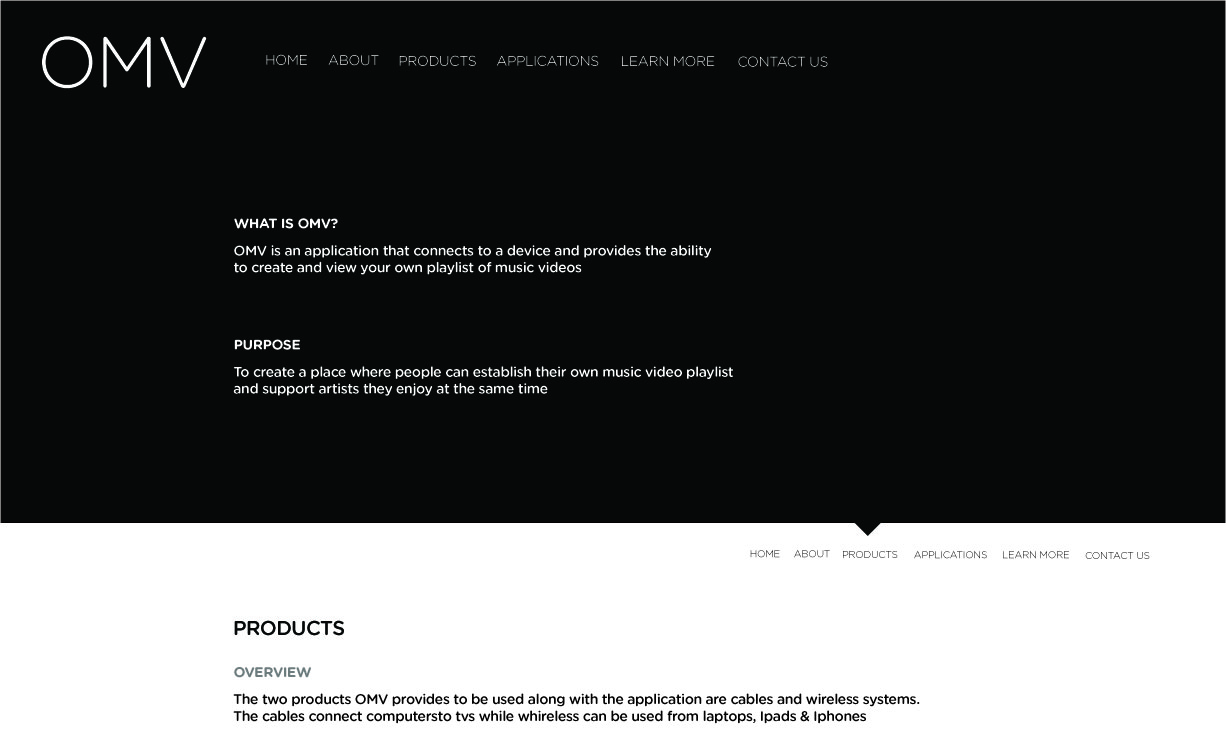 OMV
HOME ABOUT PRODUCTS APPLICATIONS LEARN MORE CONTACT US
WHAT IS OMV?
OMV is an application that connects to a device and provides the ability
to create and view your own playlist of music videos
PURPOSE
To create a place where people can establish their own music video playlist
and support artists they enjoy at the same time
HOME ABOUT PRODUCTS APPLICATIONS LEARN MORE CONTACT US
PRODUCTS
OVERVIEW
The two products OMV provides to be used along with the application are cables and wireless systems.
The cables connect computersto tvs while whireless can be used from laptops, Ipads & Iphones